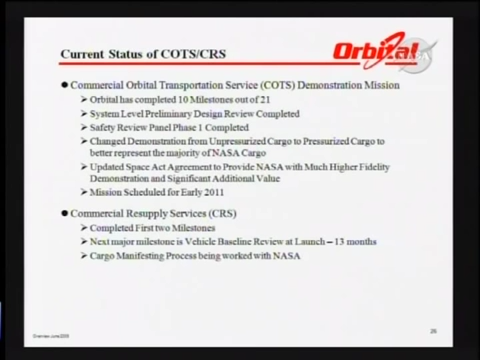 Current Status of COTS/CRS
Orbital
NASA
Commercial Orbital Transportation Service (COTS) Demonstration Mission
Orbital has completed 10 Milestones out of 21
System Level Preliminary Design Review Completed
Safety Review Panel Phase 1 Completed
Changed Demonstration from Unpressurized Cargo to Pressurized Cargo to
better represent the majority of NASA Cargo
Updated Space Act Agreement to Provide NASA with Much Higher Fidelity
Demonstration and Significant Additional Value
Mission Scheduled for Early 2011
Commercial Resupply Services (CRS)
Completed First two Milestones
Next major milestone is Vehicle Baseline Review at Launch – 13 months
Cargo Manifesting Process being worked with NASA
26